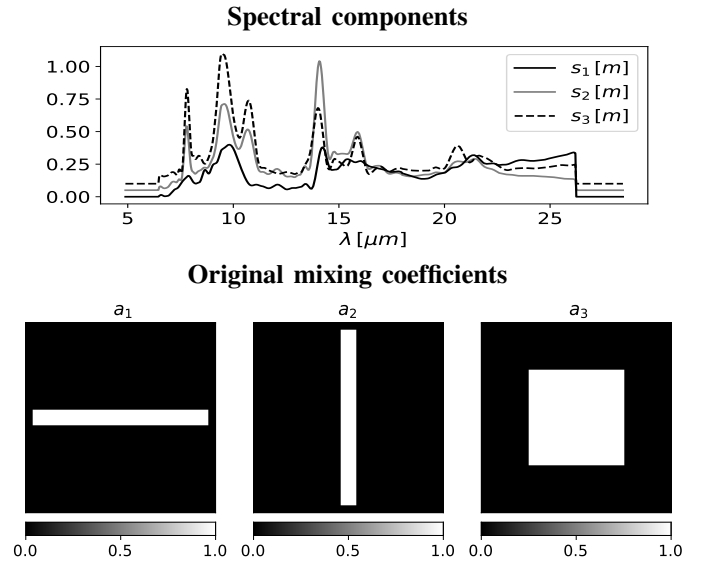 Spectral components
1.00
0.75
0.50
0.25
0.00
s₁ [m]
s₂ [m]
s₃ [m]
5 10 15 20 25
λ [μm]
Original mixing coefficients
a₁ a₂ a₃
0.0 0.5 1.0 0.0 0.5 1.0 0.0 0.5 1.0